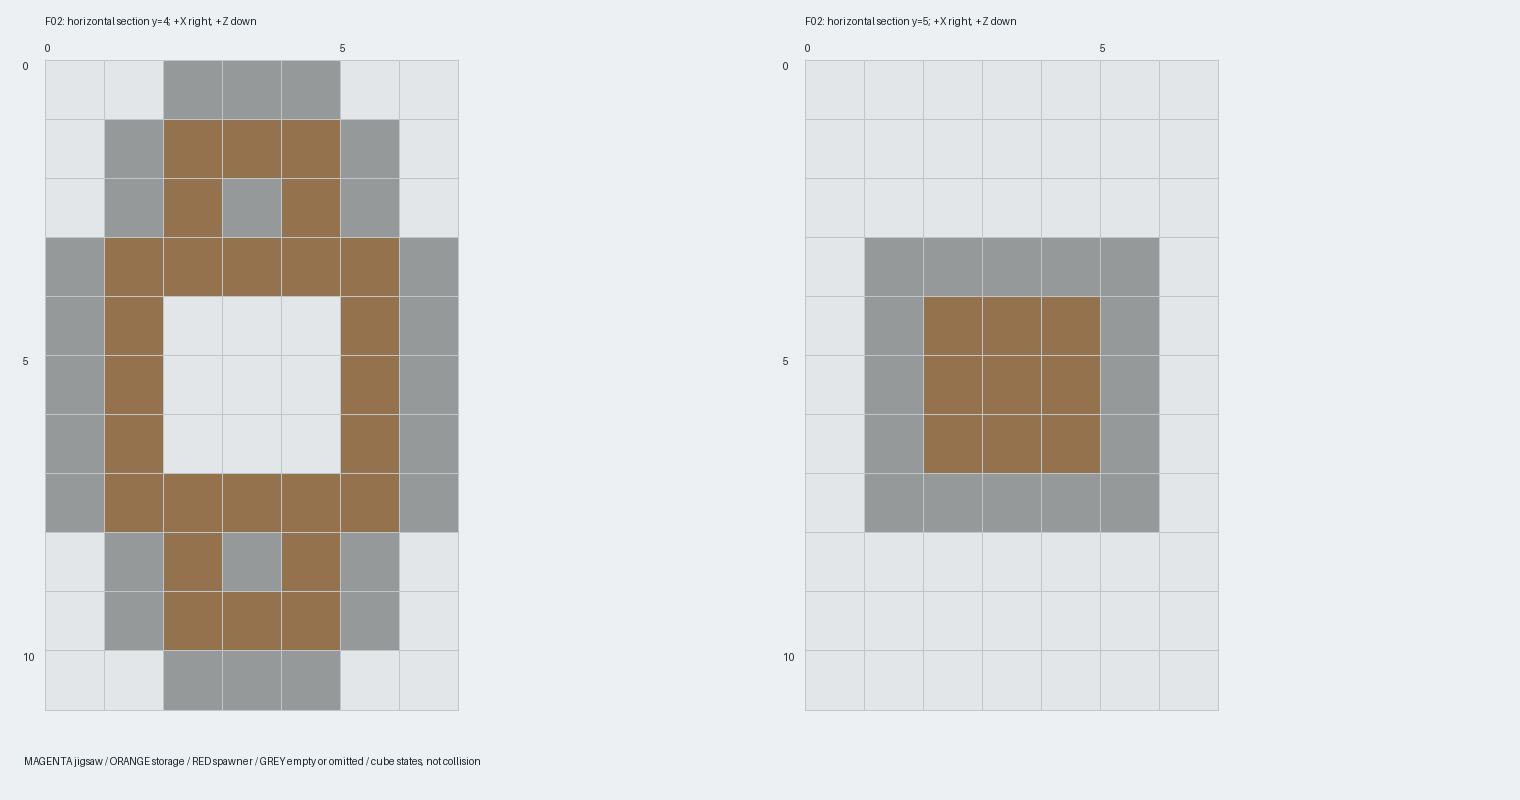 F02: horizontal section y=4; +X right, +Z down
0 5
0
5
10
F02: horizontal section y=5; +X right, +Z down
0 5
0
5
10
MAGENTA jigsaw / ORANGE storage / RED spawner / GREY empty or omitted / cube states, not collision